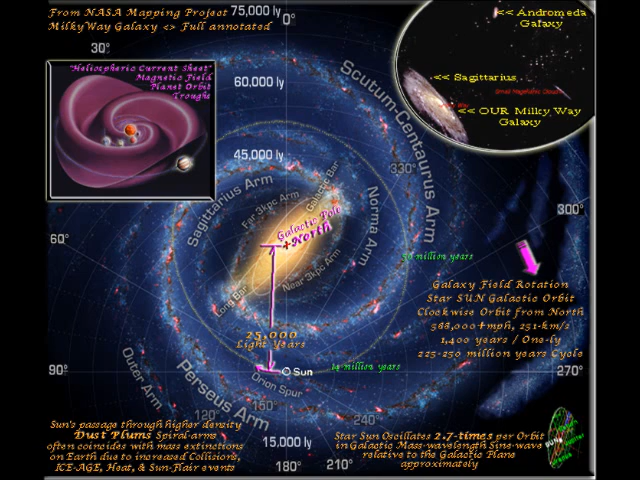 From NASA Mapping Project
MilkyWay Galaxy <> Full annotated
75,000 ly
0°
30°
<< Andromeda
Galaxy
<< Sagittarius
<< OUR Milky Way
Galaxy
"Heliospheric Current Sheet"
Magnetic Field
Planet Orbit
Troughs
60,000 ly
Scutum-Centaurus Arm
45,000 ly
330°
Sagittarius Arm
Far 3kpc Arm
Galactic Bar
Norma Arm
300°
Galactic Pole
+North
60°
Near 3kpc Arm
Long Bar
million years
Galaxy Field Rotation
Star SUN Galactic Orbit
Clockwise Orbit from North
568,000+mph, 251-km/s
1,400 years / One-ly
225-250 million years Cycle
25,000
Light Years
90°
Sun
14 million years
270°
Orion Spur
Outer Arm
Perseus Arm
120°
150°
240°
Sun's passage through higher density
Dust Plums Spiral-arms
often coincides with mass extinctions
on Earth due to increased Collisions,
ICE-AGE, Heat, & Sun-Flair events
15,000 ly
180°
210°
Star Sun Oscillates 2.7-times per Orbit
in Galactic Mass-wavelength Sine-wave
relative to the Galactic Plane
approximately
SUN